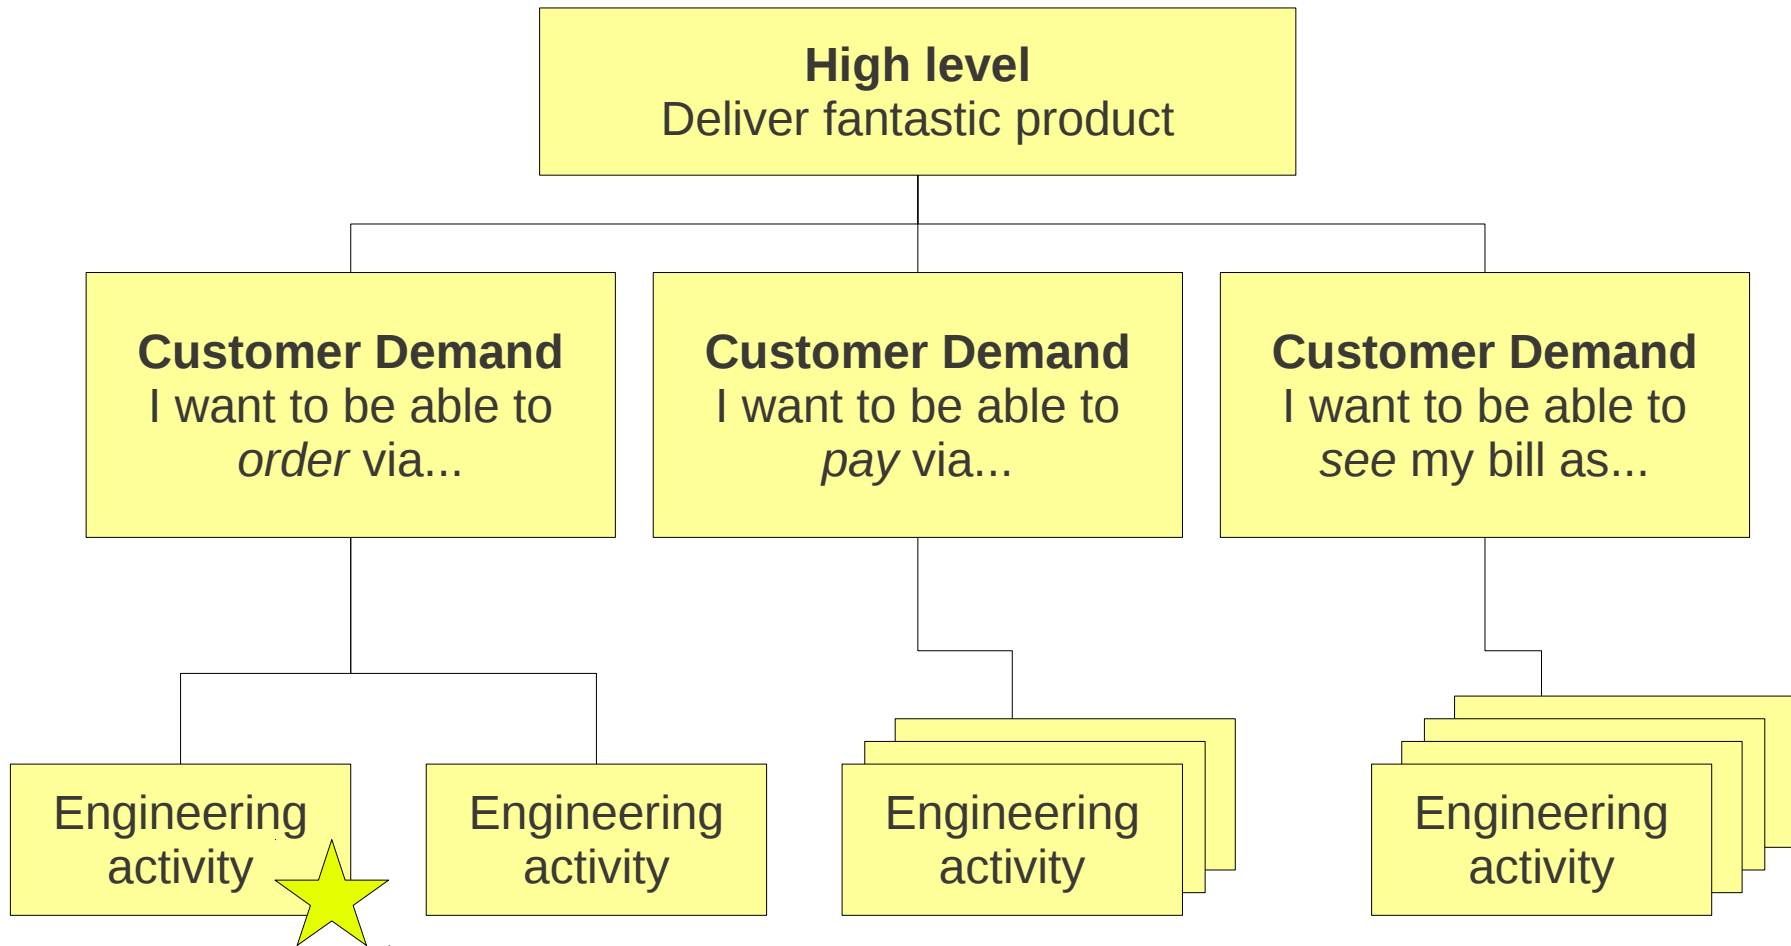 High level
Deliver fantastic product
Customer Demand
I want to be able to
order via...
Customer Demand
I want to be able to
pay via...
Customer Demand
I want to be able to
see my bill as...
Engineering
activity
Engineering
activity
Engineering
activity
Engineering
activity